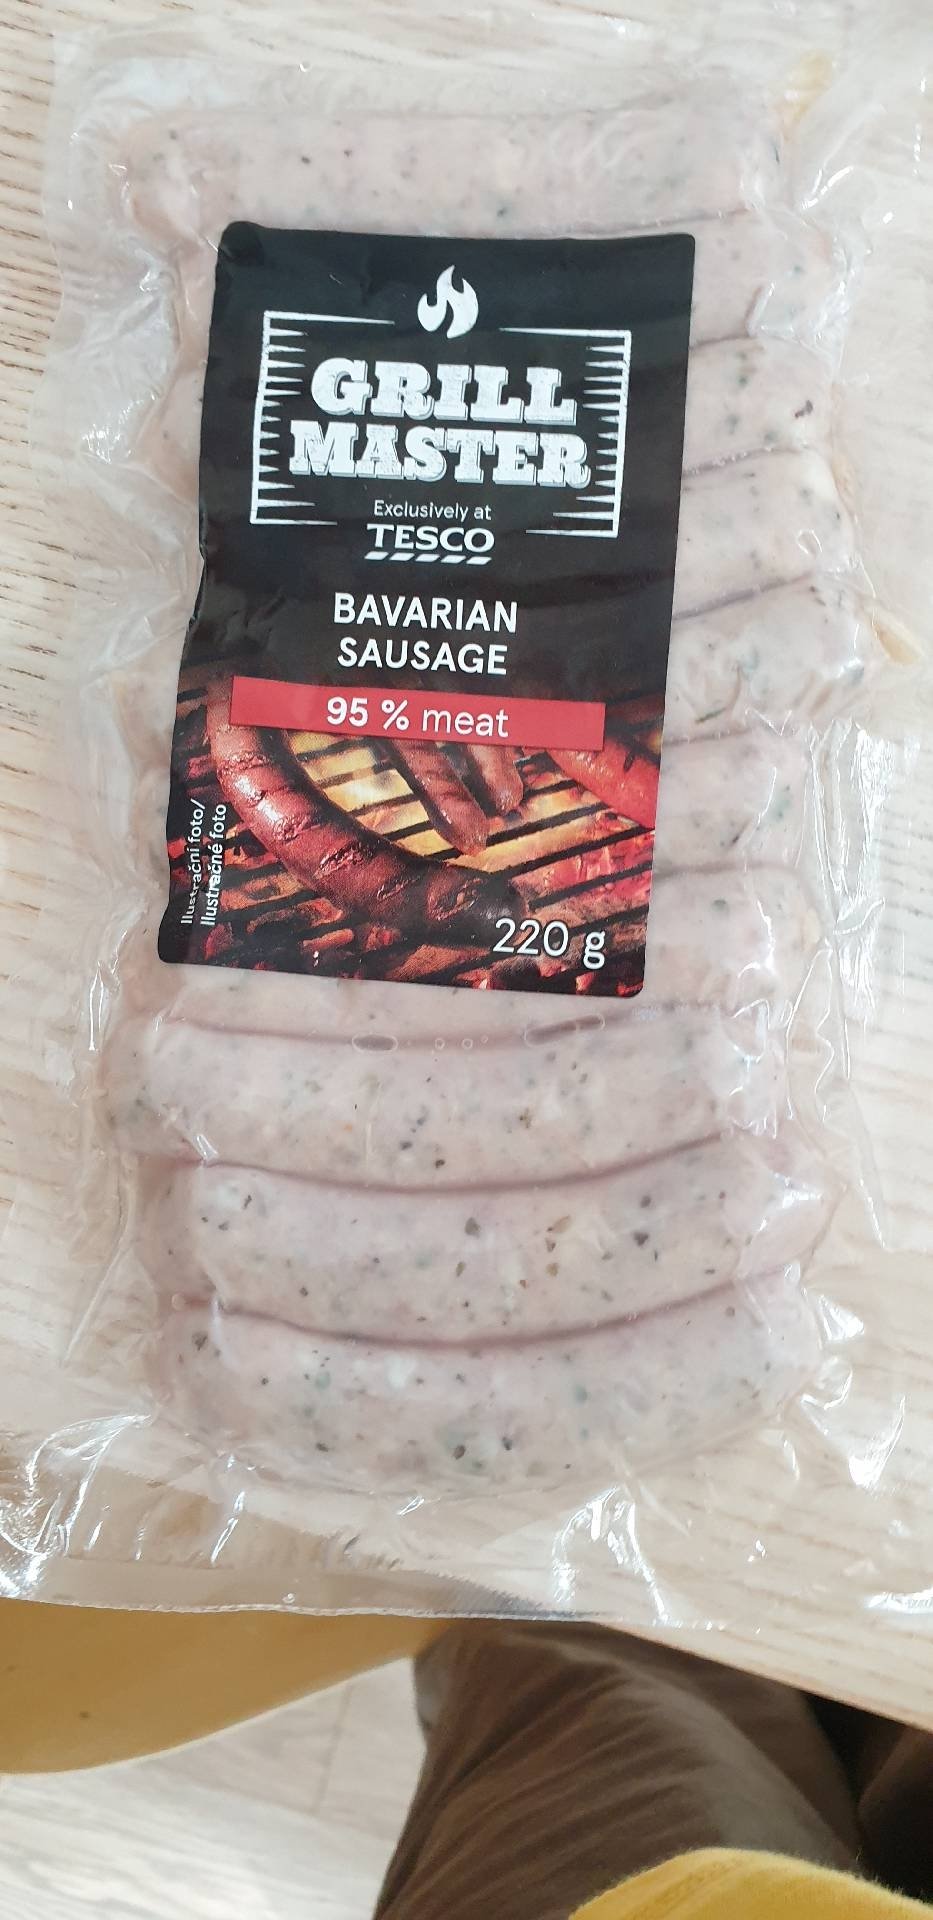 GRILL
MASTER
Exclusively at
TESCO
BAVARIAN
SAUSAGE
95 % meat
Ilustrační foto/
Ilustračné foto
220 g